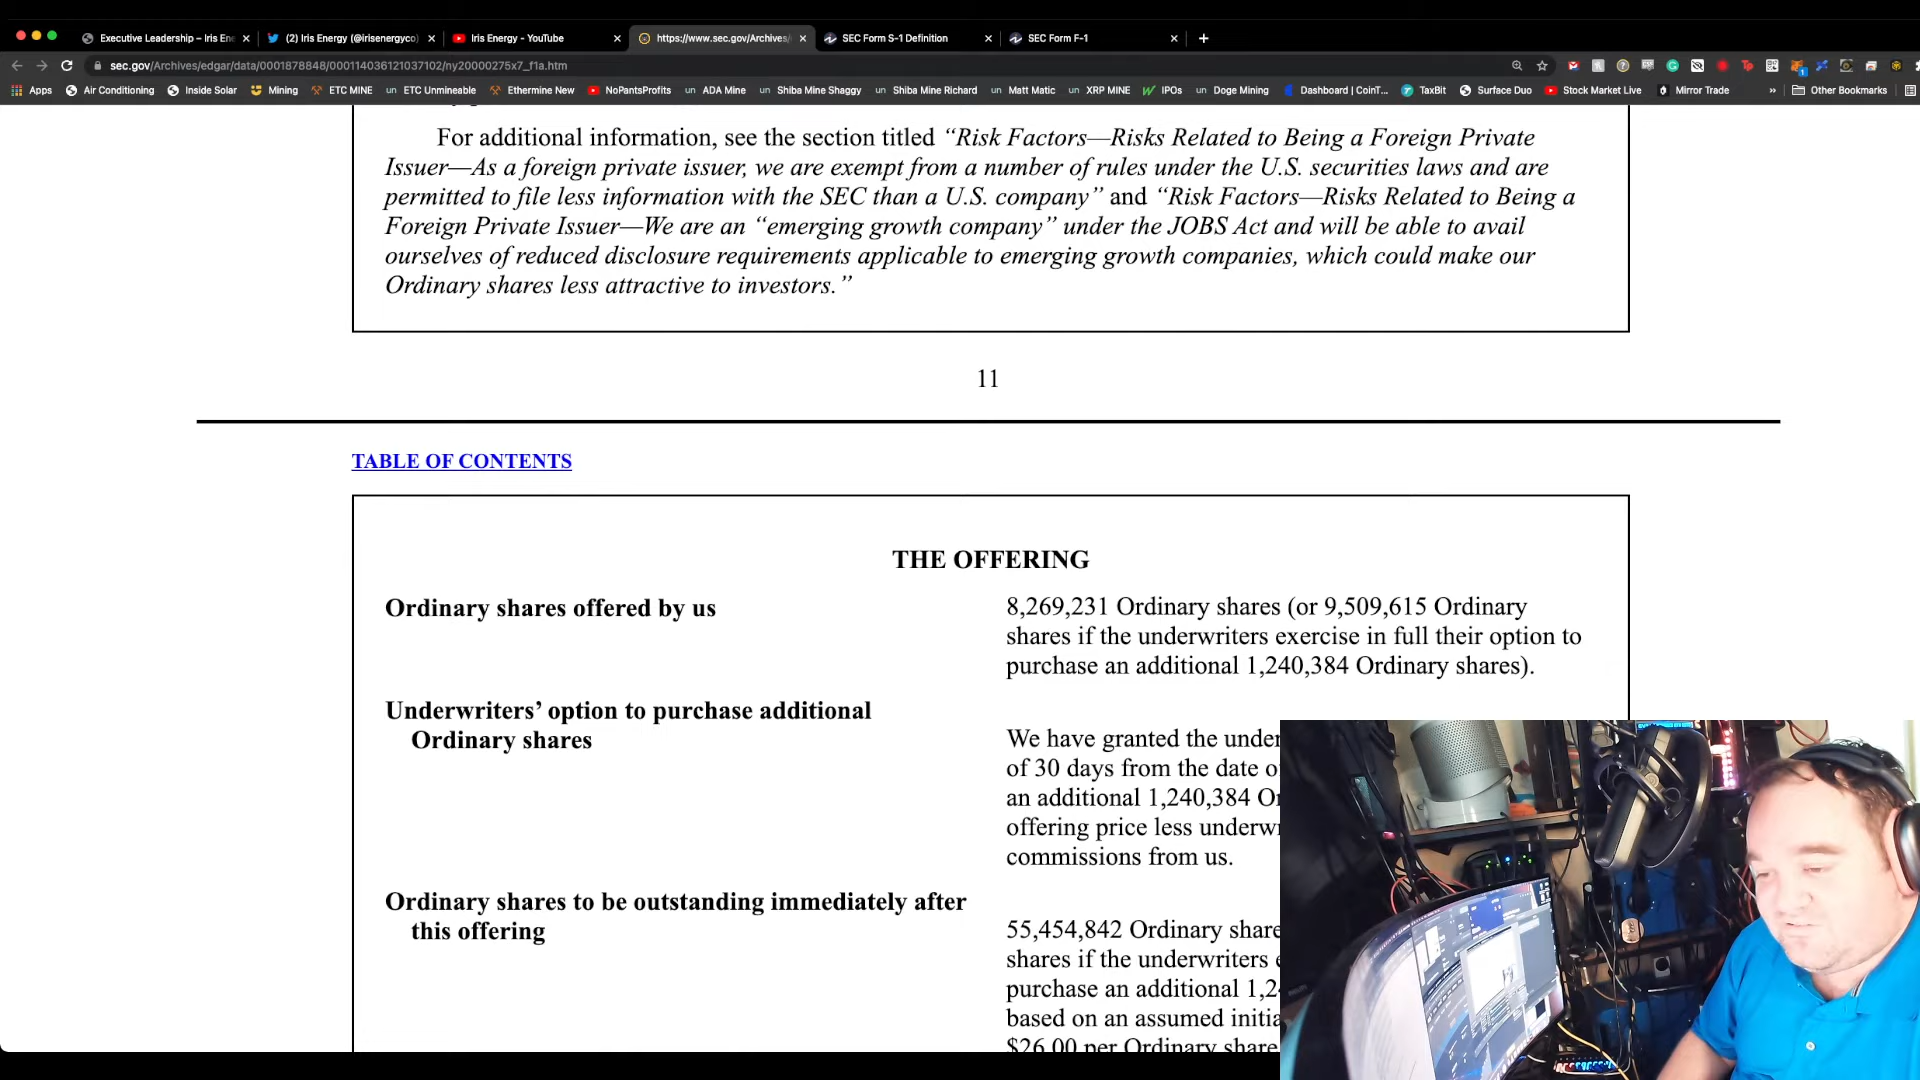 Executive Leadership – Iris Ene
(2) Iris Energy (@irisenergyco)
Iris Energy - YouTube
https://www.sec.gov/Archives/
SEC Form S-1 Definition
SEC Form F-1
sec.gov/Archives/edgar/data/0001878848/000114036121037102/ny20000275x7_f1a.htm
Apps
Air Conditioning
Inside Solar
Mining
ETC MINE
ETC Unmineable
Ethermine New
NoPantsProfits
ADA Mine
Shiba Mine Shaggy
Shiba Mine Richard
Matt Matic
XRP MINE
IPOs
Doge Mining
Dashboard | CoinT...
TaxBit
Surface Duo
Stock Market Live
Mirror Trade
Other Bookmarks
For additional information, see the section titled “Risk Factors—Risks Related to Being a Foreign Private
Issuer—As a foreign private issuer, we are exempt from a number of rules under the U.S. securities laws and are
permitted to file less information with the SEC than a U.S. company” and “Risk Factors—Risks Related to Being a
Foreign Private Issuer—We are an “emerging growth company” under the JOBS Act and will be able to avail
ourselves of reduced disclosure requirements applicable to emerging growth companies, which could make our
Ordinary shares less attractive to investors.”
11
TABLE OF CONTENTS
THE OFFERING
Ordinary shares offered by us
8,269,231 Ordinary shares (or 9,509,615 Ordinary
shares if the underwriters exercise in full their option to
purchase an additional 1,240,384 Ordinary shares).
Underwriters’ option to purchase additional
Ordinary shares
We have granted the under
of 30 days from the date o
an additional 1,240,384 Or
offering price less underwr
commissions from us.
Ordinary shares to be outstanding immediately after
this offering
55,454,842 Ordinary share
shares if the underwriters e
purchase an additional 1,2
based on an assumed initia
$26.00 per Ordinary share